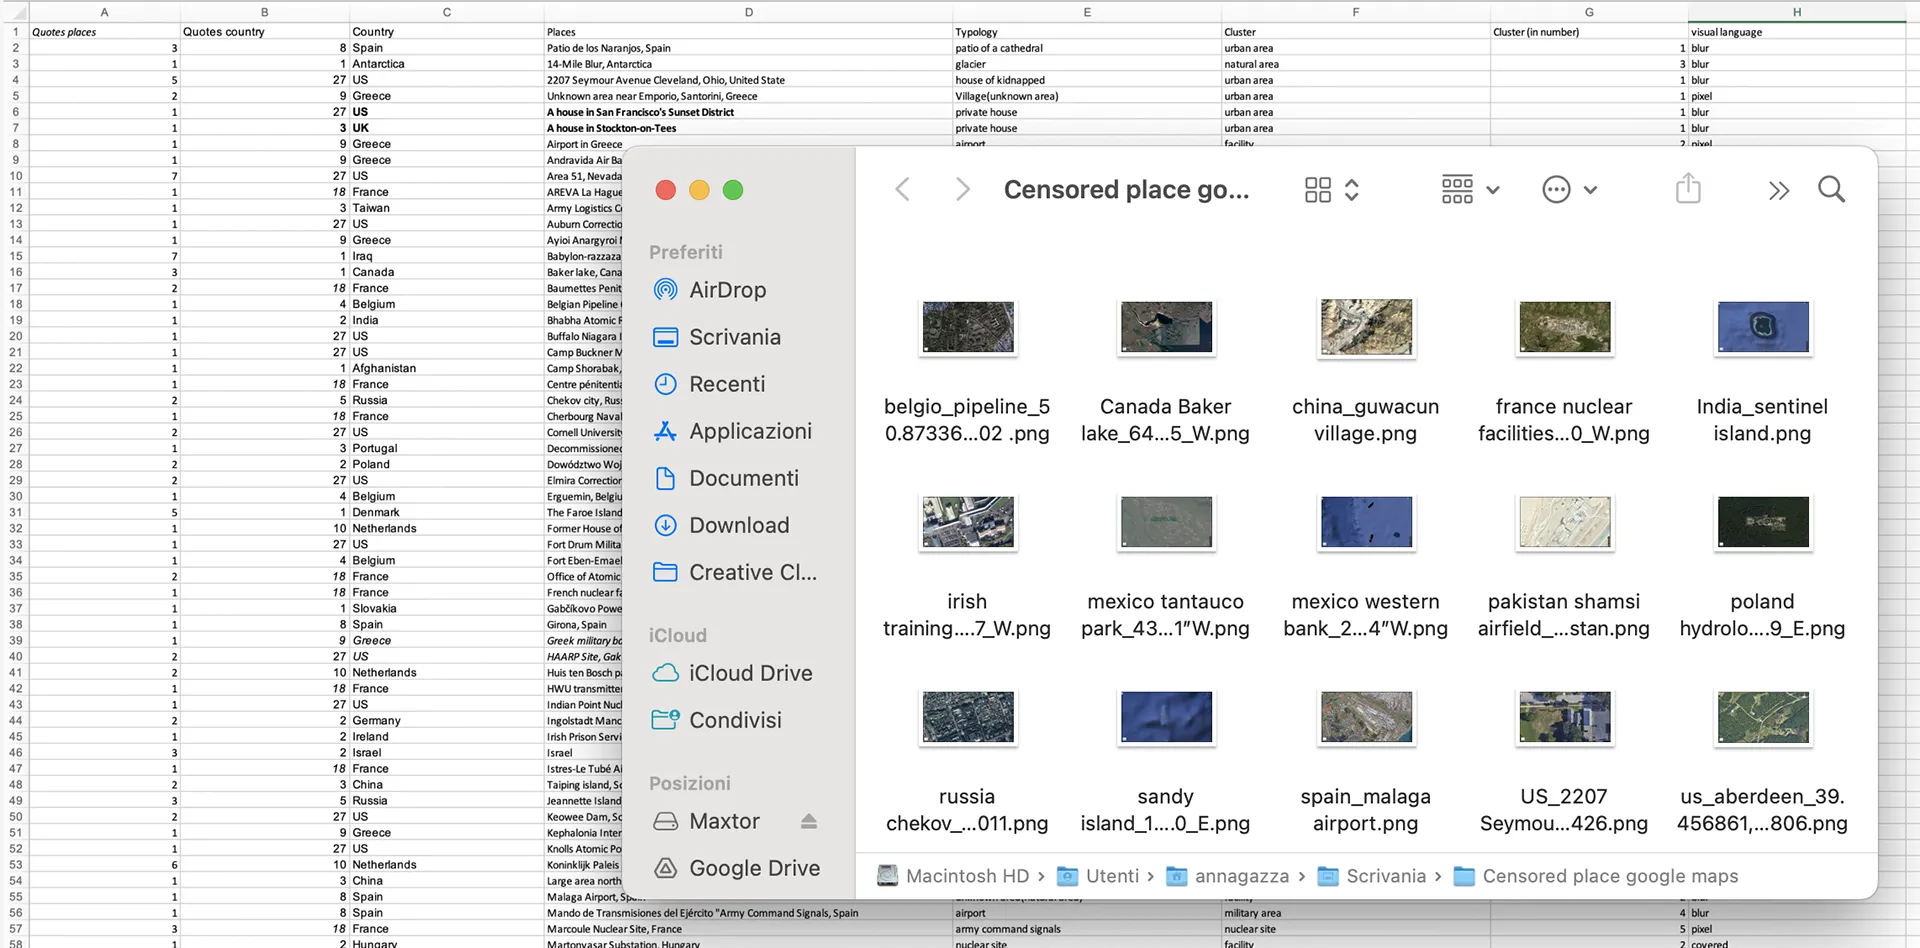 A B C D E F G H
1 Quotes places Quotes country Country Places Typology Cluster Cluster (in number) visual language
2 3 8 Spain Patio de los Naranjos, Spain patio of a cathedral urban area 1 blur
3 1 1 Antarctica 14-Mile Blur, Antarctica glacier natural area 3 blur
4 5 27 US 2207 Seymour Avenue Cleveland, Ohio, United State house of kidnapped urban area 1 blur
5 2 9 Greece Unknown area near Emporio, Santorini, Greece Village(unknown area) urban area 1 pixel
6 1 27 US A house in San Francisco's Sunset District private house urban area 1 blur
7 1 3 UK A house in Stockton-on-Tees private house urban area 1 blur
8 1 9 Greece Airport in Greece airport facility 2 pixel
9 1 9 Greece Andravida Air Ba
10 7 27 US Area 51, Nevada
11 1 18 France AREVA La Hague
12 1 3 Taiwan Army Logistics C
13 1 27 US Auburn Correctio
14 1 9 Greece Ayioi Anargyroi
15 7 1 Iraq Babylon-razzaza
16 3 1 Canada Baker lake, Cana
17 2 18 France Baumettes Penit
18 1 4 Belgium Belgian Pipeline
19 1 2 India Bhabha Atomic
20 1 27 US Buffalo Niagara
21 1 27 US Camp Buckner M
22 1 1 Afghanistan Camp Shorabak,
23 1 18 France Centre pénitentia
24 2 5 Russia Chekov city, Russ
25 1 18 France Cherbourg Naval
26 2 27 US Cornell University
27 1 3 Portugal Decommissioned
28 2 2 Poland Dowództwo Woj
29 2 27 US Elmira Correction
30 1 4 Belgium Erguemin, Belgiu
31 5 1 Denmark The Faroe Island
32 1 10 Netherlands Former House of
33 1 27 US Fort Drum Milita
34 1 4 Belgium Fort Eben-Emael
35 2 18 France Office of Atomic
36 1 18 France French nuclear fa
37 1 1 Slovakia Gabčíkovo Powe
38 1 8 Spain Girona, Spain
39 1 9 Greece Greek military ba
40 2 27 US HAARP Site, Gak
41 2 10 Netherlands Huis ten Bosch pa
42 1 18 France HWU transmitter
43 1 27 US Indian Point Nucl
44 2 2 Germany Ingolstadt Manc
45 1 2 Ireland Irish Prison Servi
46 3 2 Israel Israel
47 1 18 France Istres-Le Tubé Ai
48 2 3 China Taiping island, So
49 3 5 Russia Jeannette Island
50 2 27 US Keowee Dam, So
51 1 9 Greece Kephalonia Inter
52 1 27 US Knolls Atomic Po
53 6 10 Netherlands Koninklijk Paleis
54 1 3 China Large area north
55 1 8 Spain Malaga Airport, Spain
56 1 8 Spain Mando de Transmisiones del Ejército "Army Command Signals, Spain airport military area 4 blur
57 3 18 France Marcoule Nuclear Site, France army command signals nuclear site 5 pixel
58 1 2 Hungary Martonvasar Substation, Hungary nuclear site facility 2 covered
Censored place go...
Preferiti
AirDrop
Scrivania
Recenti
Applicazioni
Documenti
Download
Creative Cl...
iCloud
iCloud Drive
Condivisi
Posizioni
Maxtor
Google Drive
belgio_pipeline_5
0.87336...02 .png
Canada Baker
lake_64...5_W.png
china_guwacun
village.png
france nuclear
facilities...0_W.png
India_sentinel
island.png
irish
training....7_W.png
mexico tantauco
park_43...1"W.png
mexico western
bank_2...4"W.png
pakistan shamsi
airfield_...stan.png
poland
hydrolo....9_E.png
russia
chekov_...011.png
sandy
island_1....0_E.png
spain_malaga
airport.png
US_2207
Seymou...426.png
us_aberdeen_39.
456861,...806.png
Macintosh HD › Utenti › annagazza › Scrivania › Censored place google maps